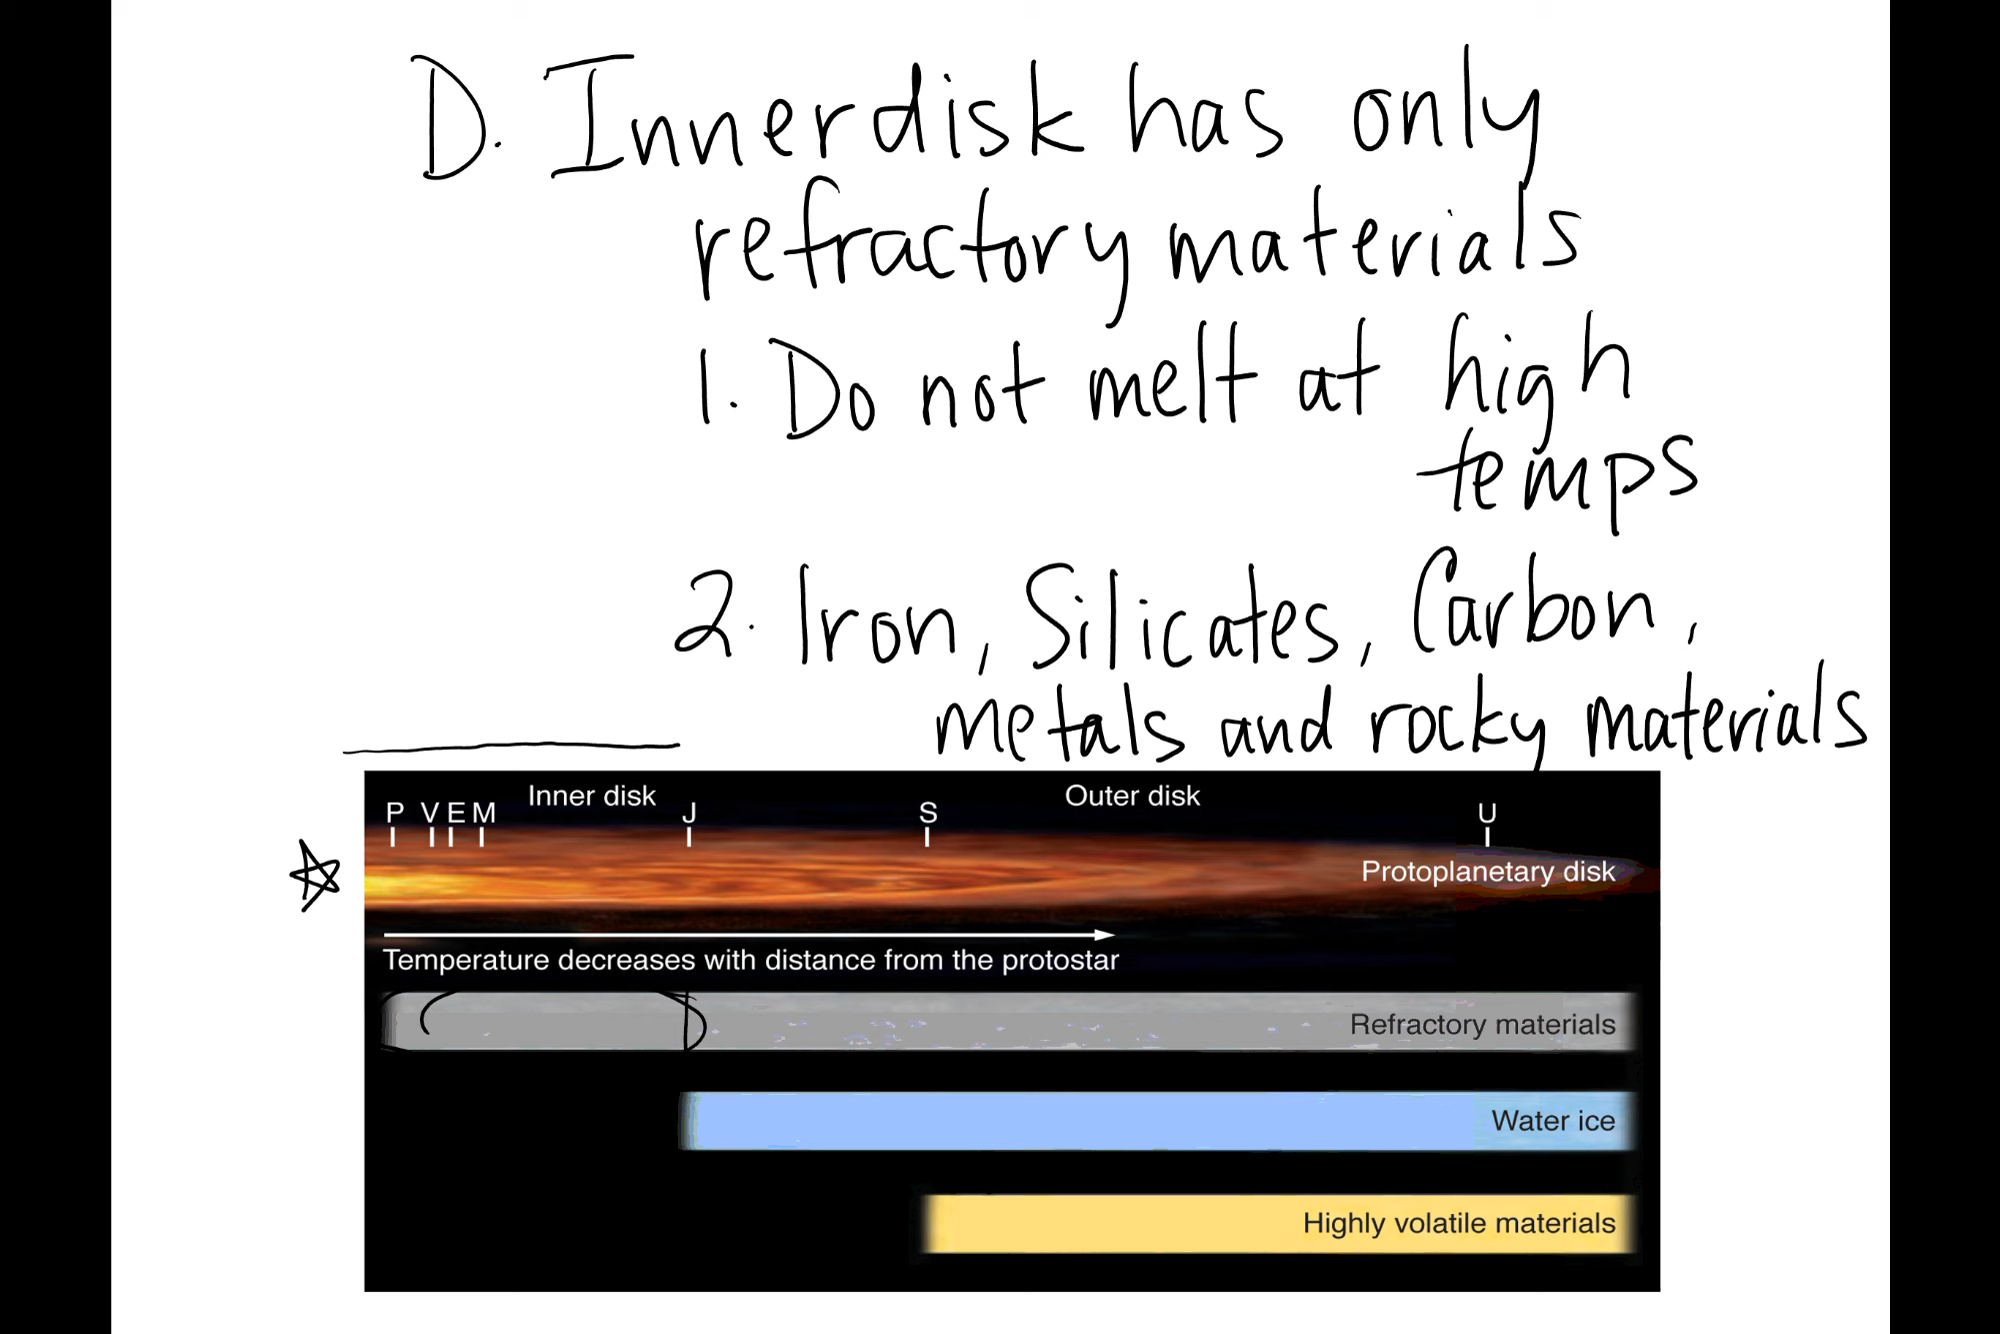 D. Inner disk has only
refractory materials
1. Do not melt at high
temps
2. Iron, Silicates, Carbon,
metals and rocky materials
Inner disk
Outer disk
P V E M J S U
Protoplanetary disk
Temperature decreases with distance from the protostar
Refractory materials
Water ice
Highly volatile materials